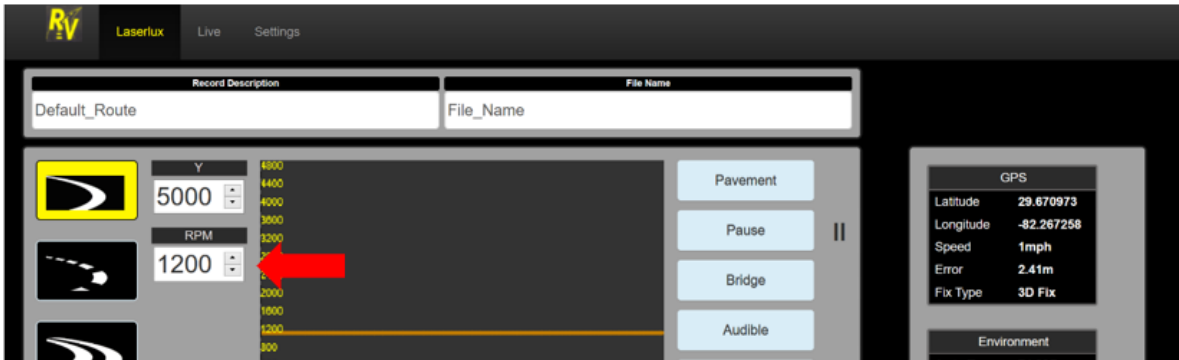 RV
Laserlux Live Settings
Record Description File Name
Default_Route File_Name
Y
5000
RPM
1200
4800
4400
4000
3600
3200
2000
1600
1200
800
Pavement
Pause
Bridge
Audible
GPS
Latitude 29.670973
Longitude -82.267258
Speed 1mph
Error 2.41m
Fix Type 3D Fix
Environment